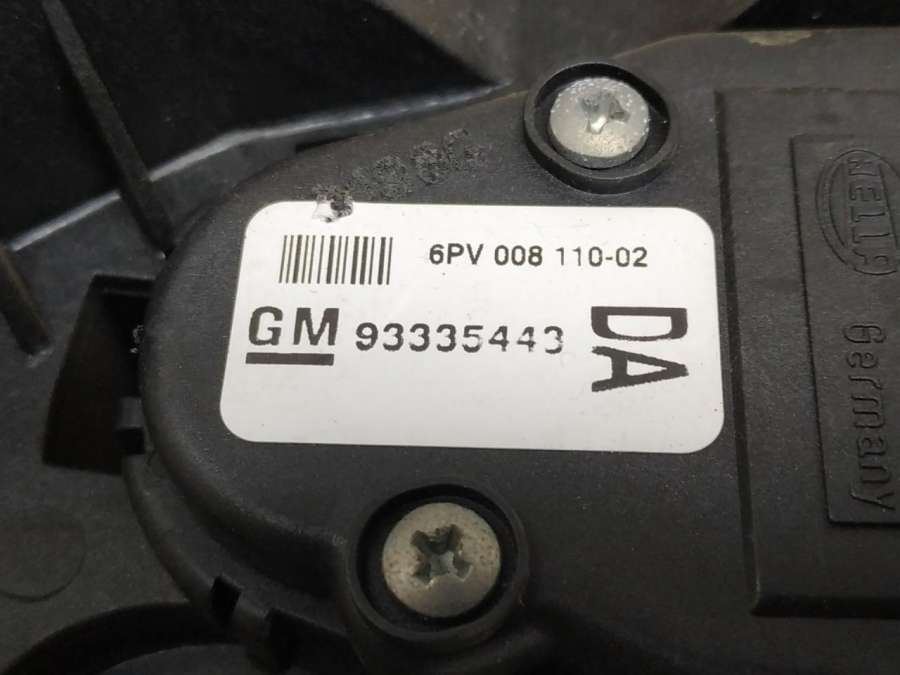 6PV 008 110-02
GM 93335443
DA
HELLA
Germany